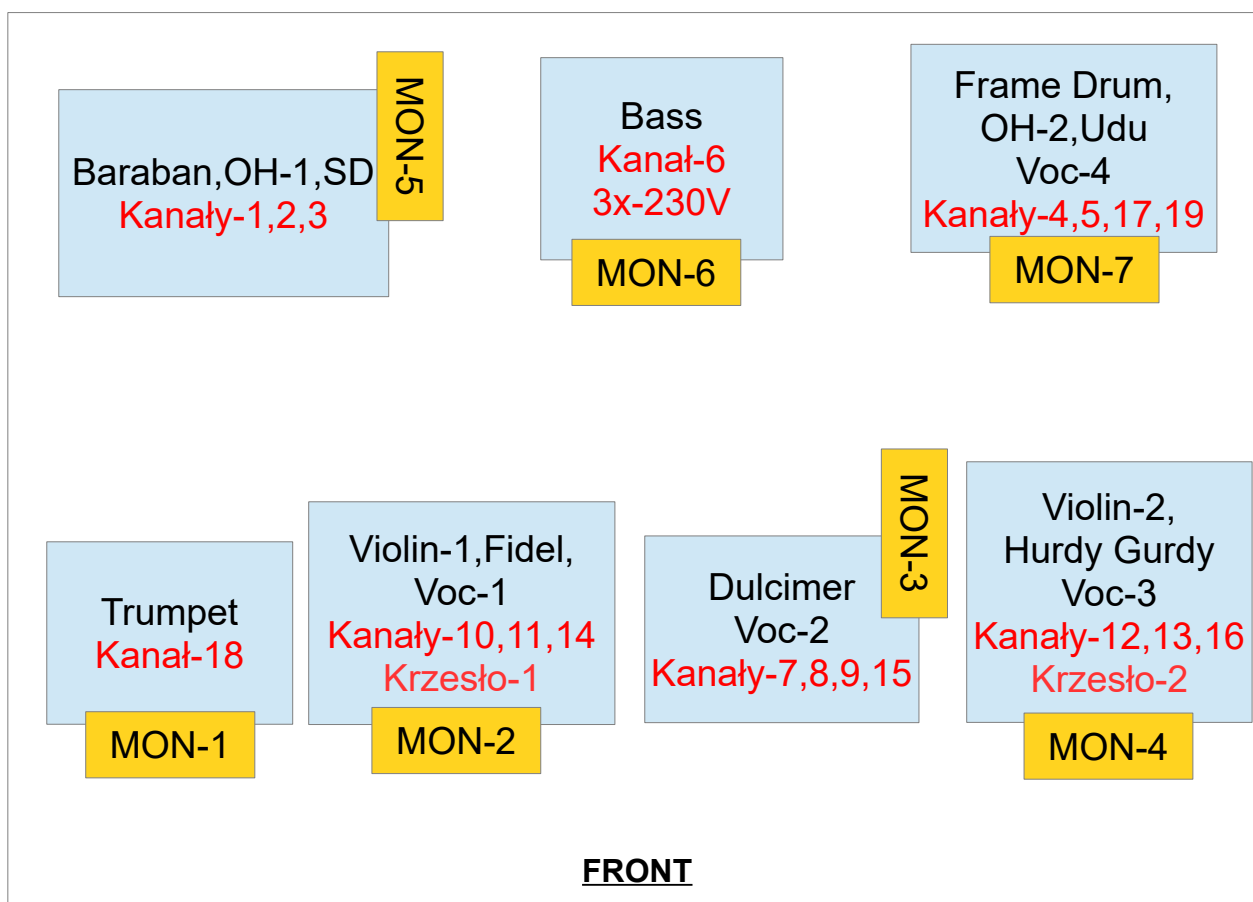 Baraban,OH-1,SD
Kanały-1,2,3
MON-5
Bass
Kanał-6
3x-230V
MON-6
Frame Drum,
OH-2,Udu
Voc-4
Kanały-4,5,17,19
MON-7
Trumpet
Kanał-18
MON-1
Violin-1,Fidel,
Voc-1
Kanały-10,11,14
Krzesło-1
MON-2
Dulcimer
Voc-2
Kanały-7,8,9,15
MON-3
Violin-2,
Hurdy Gurdy
Voc-3
Kanały-12,13,16
Krzesło-2
MON-4
FRONT